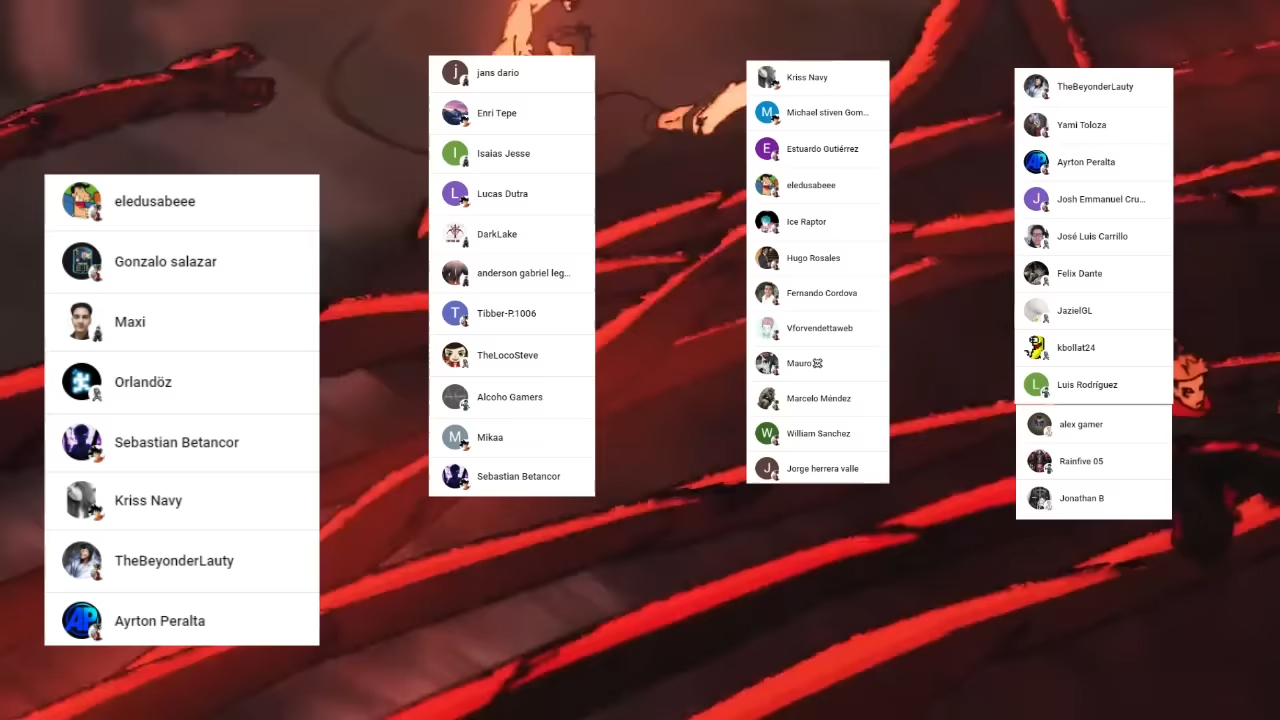 eledusabeee
Gonzalo salazar
Maxi
Orlandöz
Sebastian Betancor
Kriss Navy
TheBeyonderLauty
AP
Ayrton Peralta
j
jans dario
Enri Tepe
I
Isaias Jesse
L
Lucas Dutra
DarkLake
anderson gabriel leg...
T
Tibber-P.1006
TheLocoSteve
Alcoho Gamers
M
Mikaa
Sebastian Betancor
Kriss Navy
M
Michael stiven Gom...
E
Estuardo Gutiérrez
eledusabeee
Ice Raptor
Hugo Rosales
Fernando Cordova
Vforvendettaweb
Mauro
Marcelo Méndez
W
William Sanchez
J
Jorge herrera valle
TheBeyonderLauty
Yami Toloza
AP
Ayrton Peralta
J
Josh Emmanuel Cru...
José Luis Carrillo
Felix Dante
JazielGL
kbollat24
L
Luis Rodríguez
alex gamer
Rainfive 05
Jonathan B